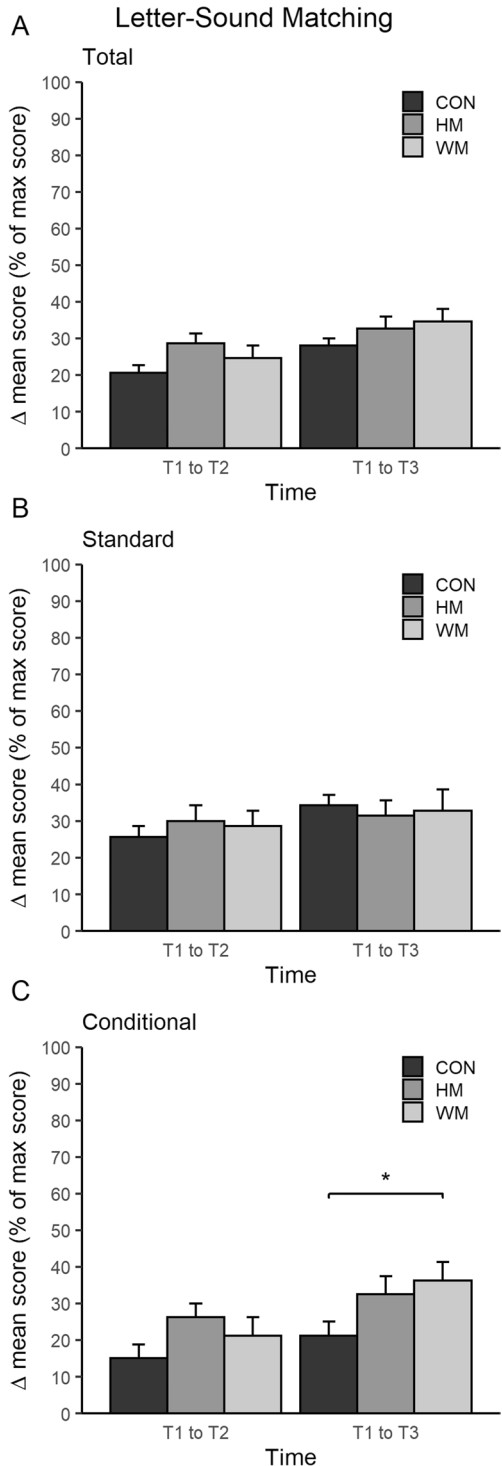 A
Letter-Sound Matching
Total
Δ mean score (% of max score)
100
90
80
70
60
50
40
30
20
10
0
CON
HM
WM
T1 to T2
T1 to T3
Time
B
Standard
Δ mean score (% of max score)
100
90
80
70
60
50
40
30
20
10
0
CON
HM
WM
T1 to T2
T1 to T3
Time
C
Conditional
Δ mean score (% of max score)
100
90
80
70
60
50
40
30
20
10
0
CON
HM
WM
*
T1 to T2
T1 to T3
Time